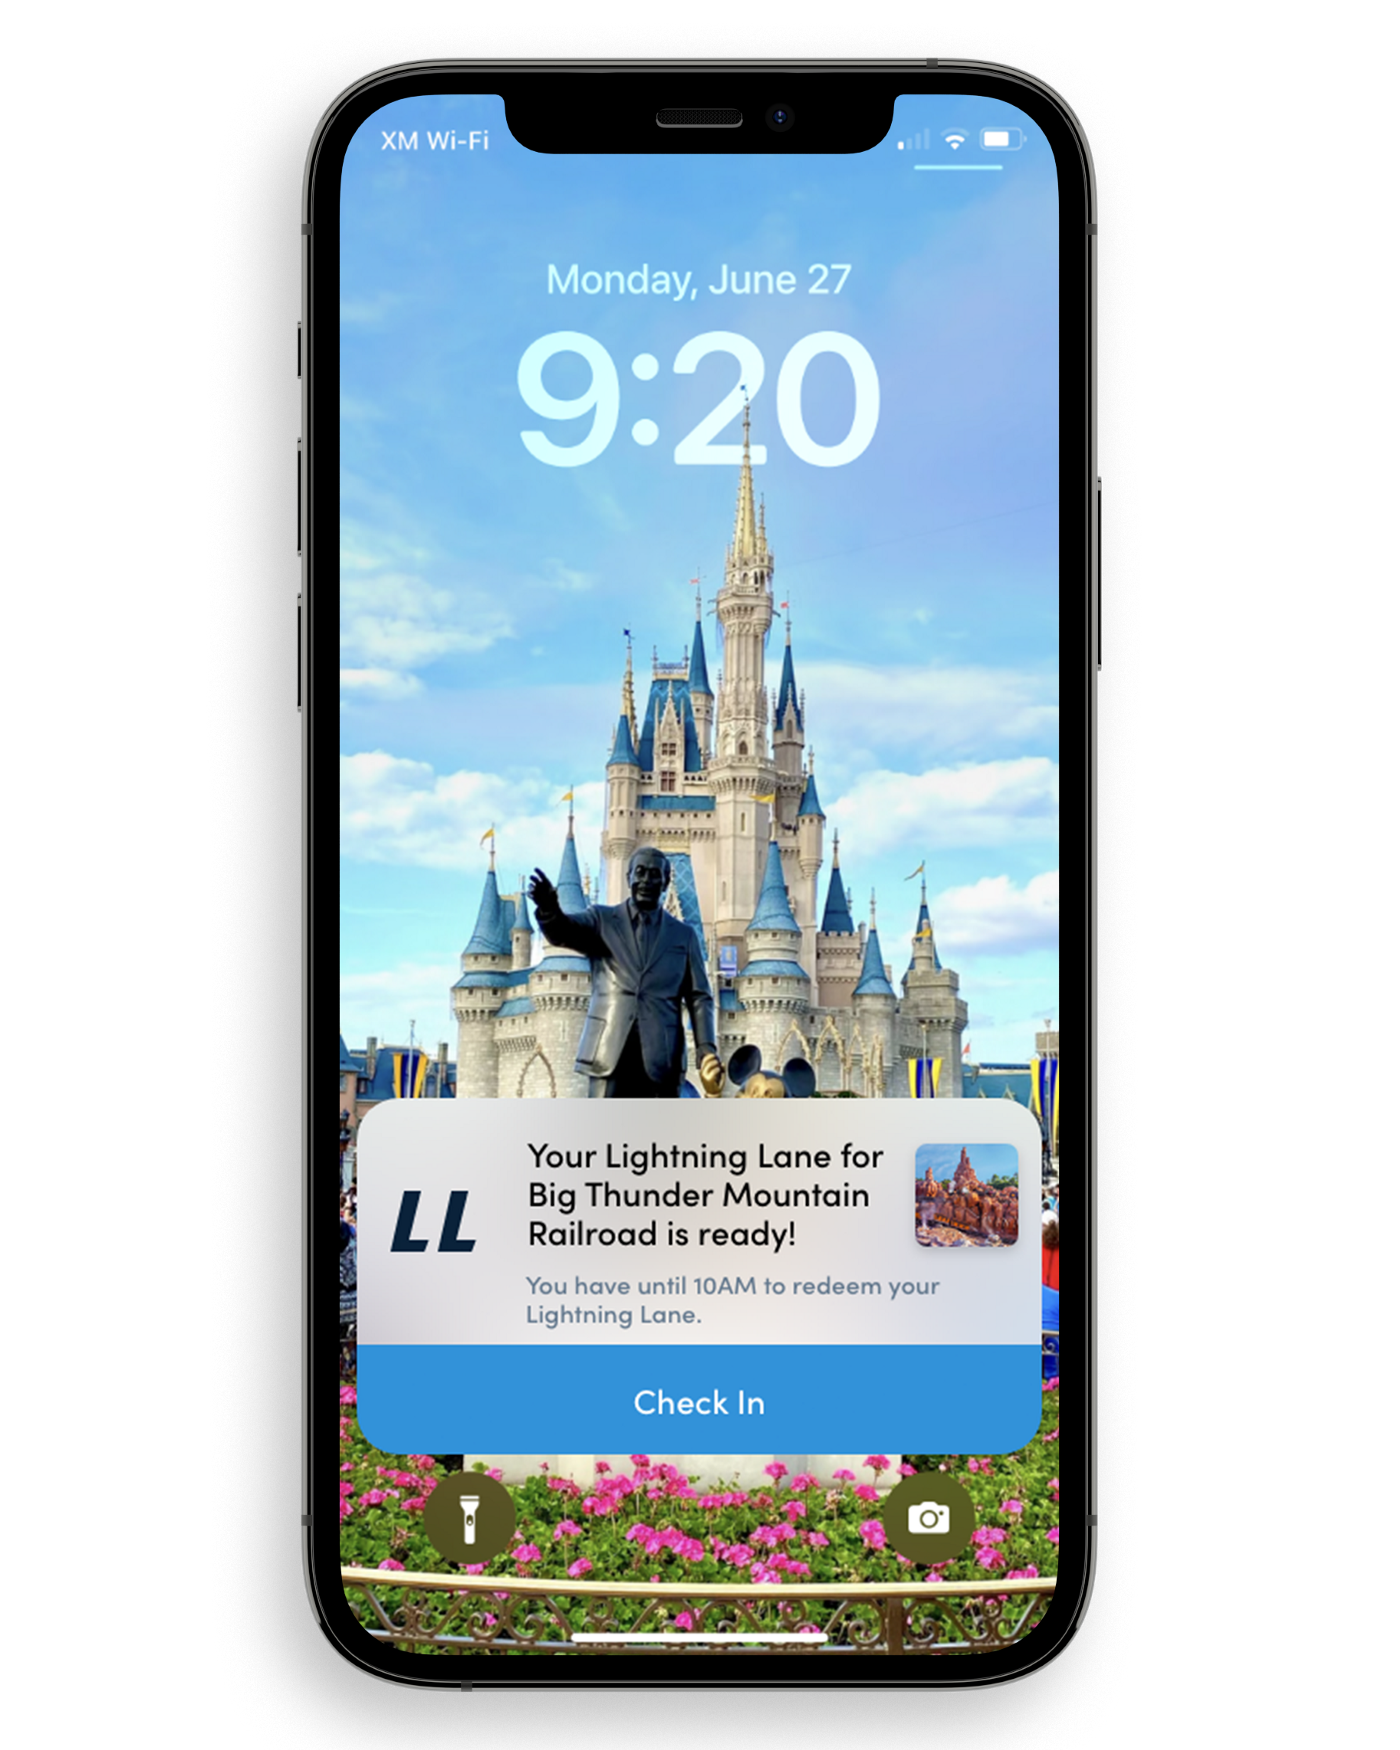 XM Wi-Fi
Monday, June 27
9:20
LL
Your Lightning Lane for
Big Thunder Mountain
Railroad is ready!
You have until 10AM to redeem your
Lightning Lane.
Check In